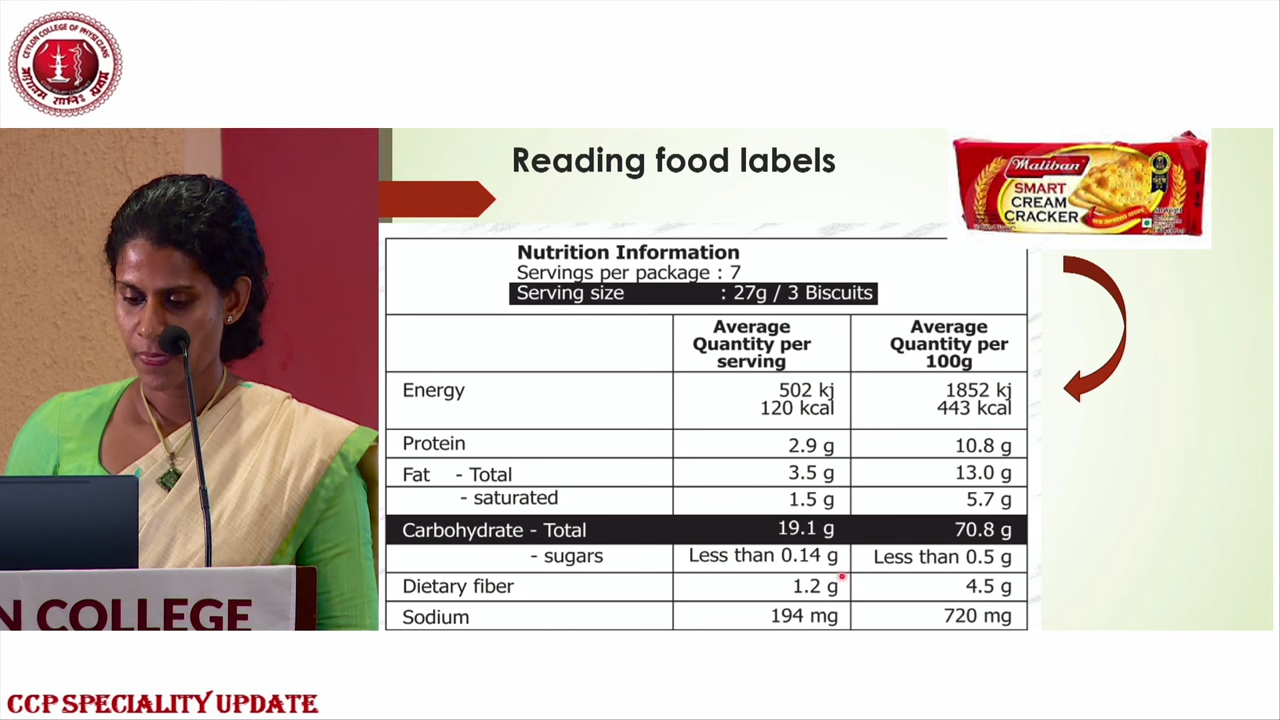 CEYLON COLLEGE OF PHYSICIANS
Reading food labels
Maliban
SMART
CREAM
CRACKER
Nutrition Information
Servings per package : 7
Serving size : 27g / 3 Biscuits
Average Quantity per serving
Average Quantity per 100g
Energy 502 kj 1852 kj
120 kcal 443 kcal
Protein 2.9 g 10.8 g
Fat - Total 3.5 g 13.0 g
- saturated 1.5 g 5.7 g
Carbohydrate - Total 19.1 g 70.8 g
- sugars Less than 0.14 g Less than 0.5 g
Dietary fiber 1.2 g 4.5 g
Sodium 194 mg 720 mg
N COLLEGE
CCP SPECIALITY UPDATE